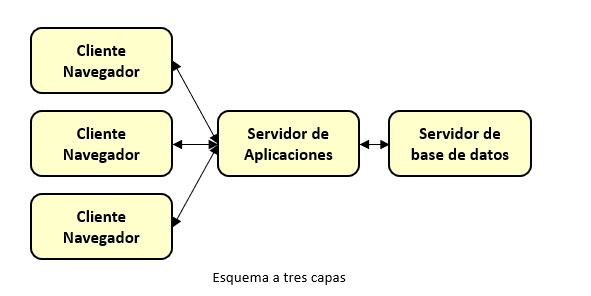 Cliente
Navegador
Cliente
Navegador
Servidor de
Aplicaciones
Servidor de
base de datos
Cliente
Navegador
Esquema a tres capas